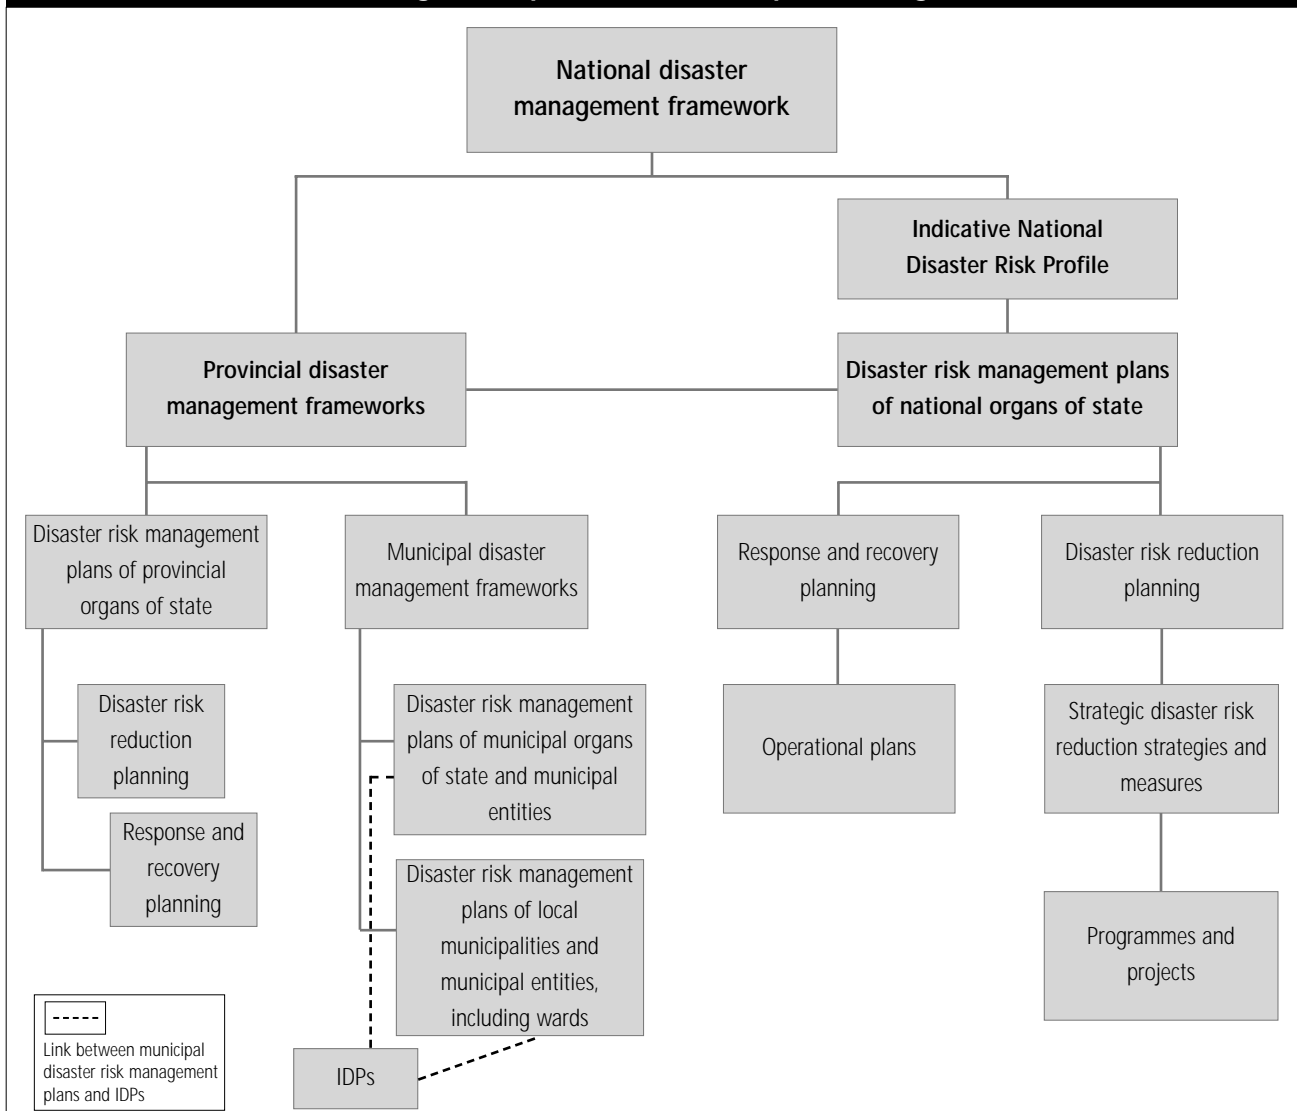 National disaster
management framework
Indicative National
Disaster Risk Profile
Provincial disaster
management frameworks
Disaster risk management plans
of national organs of state
Disaster risk management
plans of provincial
organs of state
Municipal disaster
management frameworks
Response and recovery
planning
Disaster risk reduction
planning
Disaster risk
reduction
planning
Disaster risk management
plans of municipal organs
of state and municipal
entities
Operational plans
Strategic disaster risk
reduction strategies and
measures
Response and
recovery
planning
Disaster risk management
plans of local
municipalities and
municipal entities,
including wards
Programmes and
projects
Link between municipal
disaster risk management
plans and IDPs
IDPs